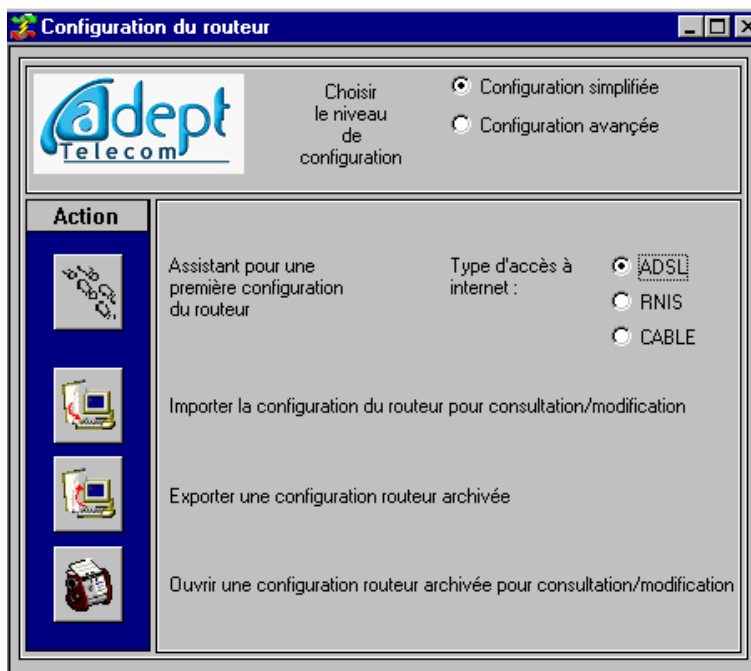 Configuration du routeur
adept
Telecom
Choisir
le niveau
de
configuration
Configuration simplifiée
Configuration avançée
Action
Assistant pour une
première configuration
du routeur
Type d'accès à
internet :
ADSL
RNIS
CABLE
Importer la configuration du routeur pour consultation/modification
Exporter une configuration routeur archivée
Ouvrir une configuration routeur archivée pour consultation/modification